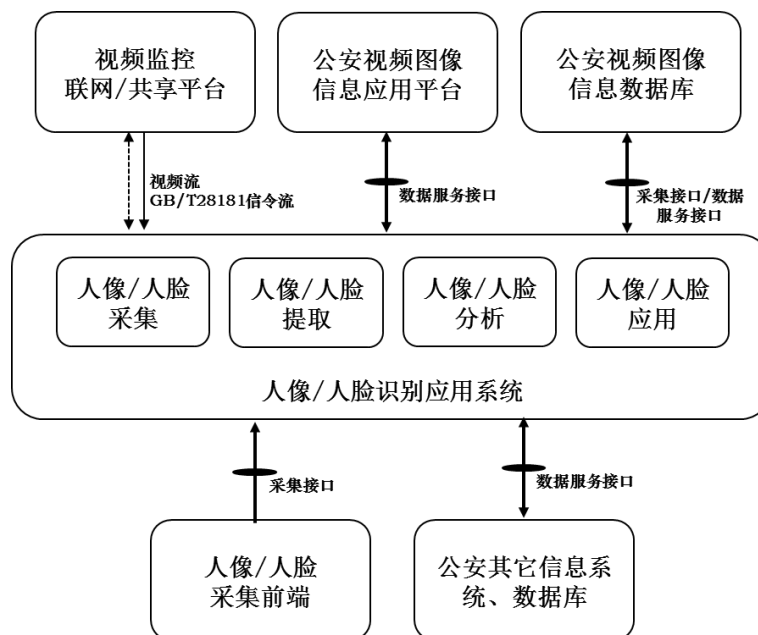 视频监控
联网/共享平台
公安视频图像
信息应用平台
公安视频图像
信息数据库
视频流
GB/T28181信令流
数据服务接口
采集接口/数据
服务接口
人像/人脸
采集
人像/人脸
提取
人像/人脸
分析
人像/人脸
应用
人像/人脸识别应用系统
采集接口
数据服务接口
人像/人脸
采集前端
公安其它信息系
统、数据库